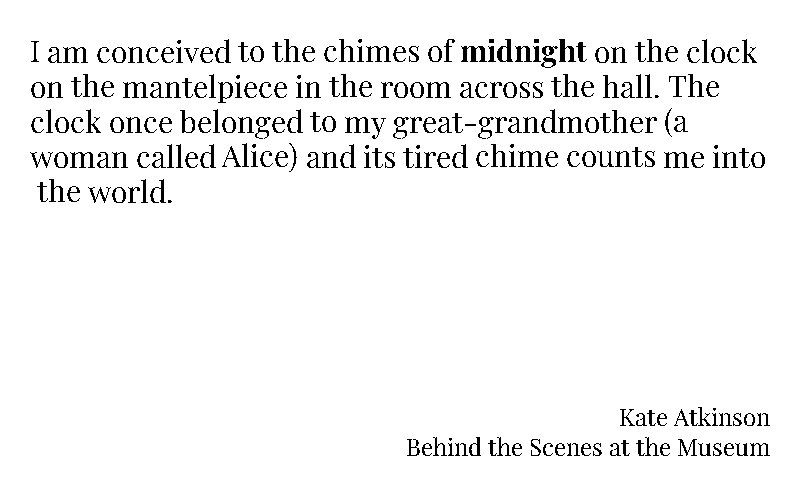 I am conceived to the chimes of midnight on the clock
on the mantelpiece in the room across the hall. The
clock once belonged to my great-grandmother (a
woman called Alice) and its tired chime counts me into
the world.
Kate Atkinson
Behind the Scenes at the Museum